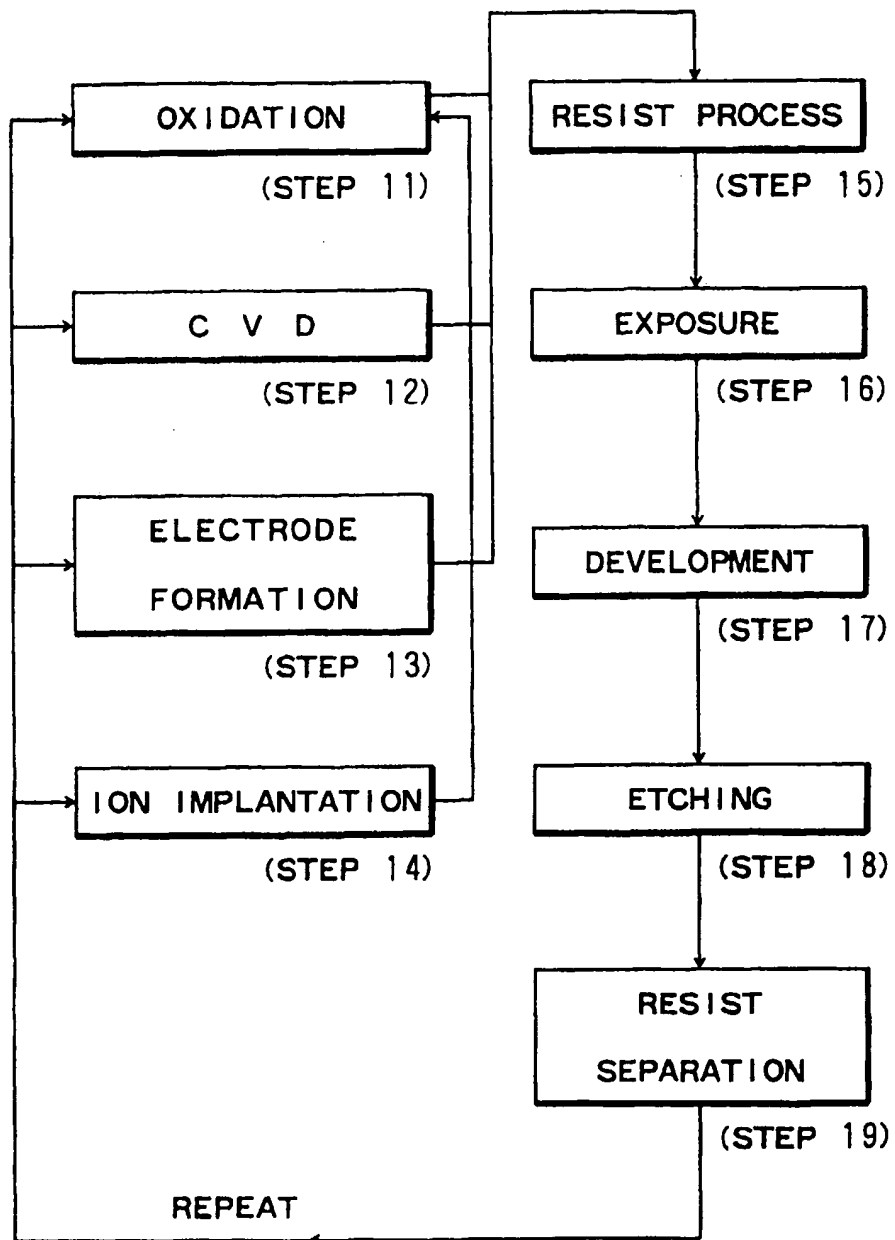 OXIDATION
(STEP 11)
C V D
(STEP 12)
ELECTRODE
FORMATION
(STEP 13)
ION IMPLANTATION
(STEP 14)
RESIST PROCESS
(STEP 15)
EXPOSURE
(STEP 16)
DEVELOPMENT
(STEP 17)
ETCHING
(STEP 18)
RESIST
SEPARATION
(STEP 19)
REPEAT